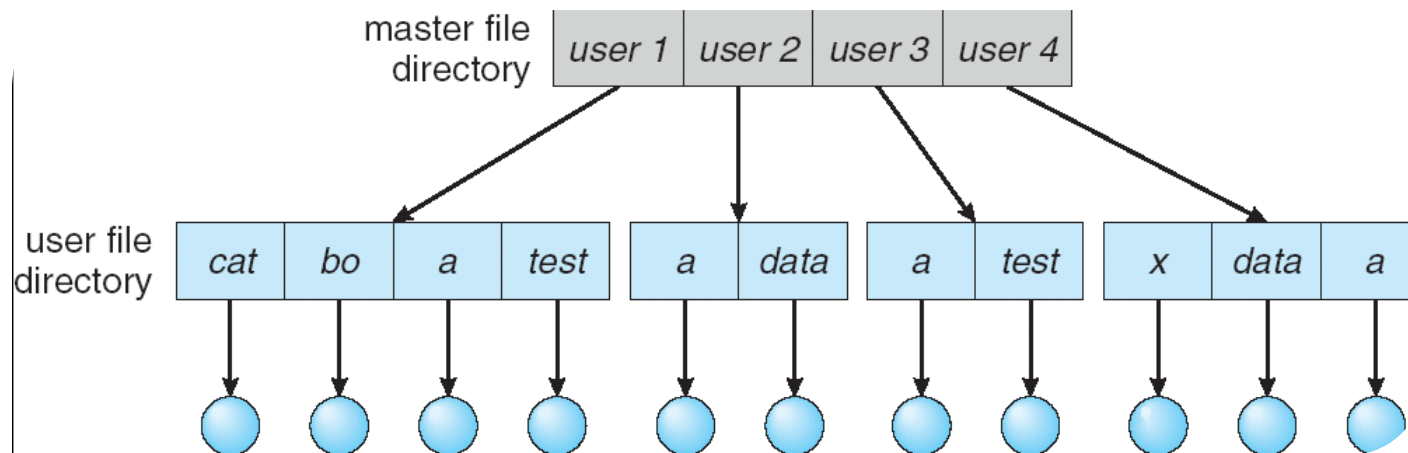 master file
directory
user 1 user 2 user 3 user 4
user file
directory
cat bo a test a data a test x data a